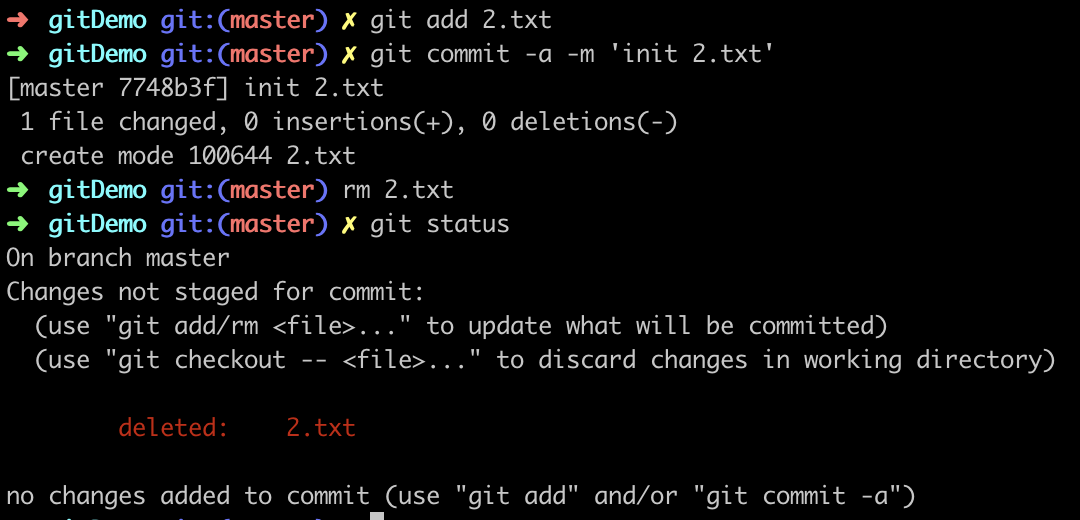 ➜ gitDemo git:(master) ✗ git add 2.txt
➜ gitDemo git:(master) ✗ git commit -a -m 'init 2.txt'
[master 7748b3f] init 2.txt
 1 file changed, 0 insertions(+), 0 deletions(-)
 create mode 100644 2.txt
➜ gitDemo git:(master) rm 2.txt
➜ gitDemo git:(master) ✗ git status
On branch master
Changes not staged for commit:
  (use "git add/rm <file>..." to update what will be committed)
  (use "git checkout -- <file>..." to discard changes in working directory)
        deleted:    2.txt
no changes added to commit (use "git add" and/or "git commit -a")